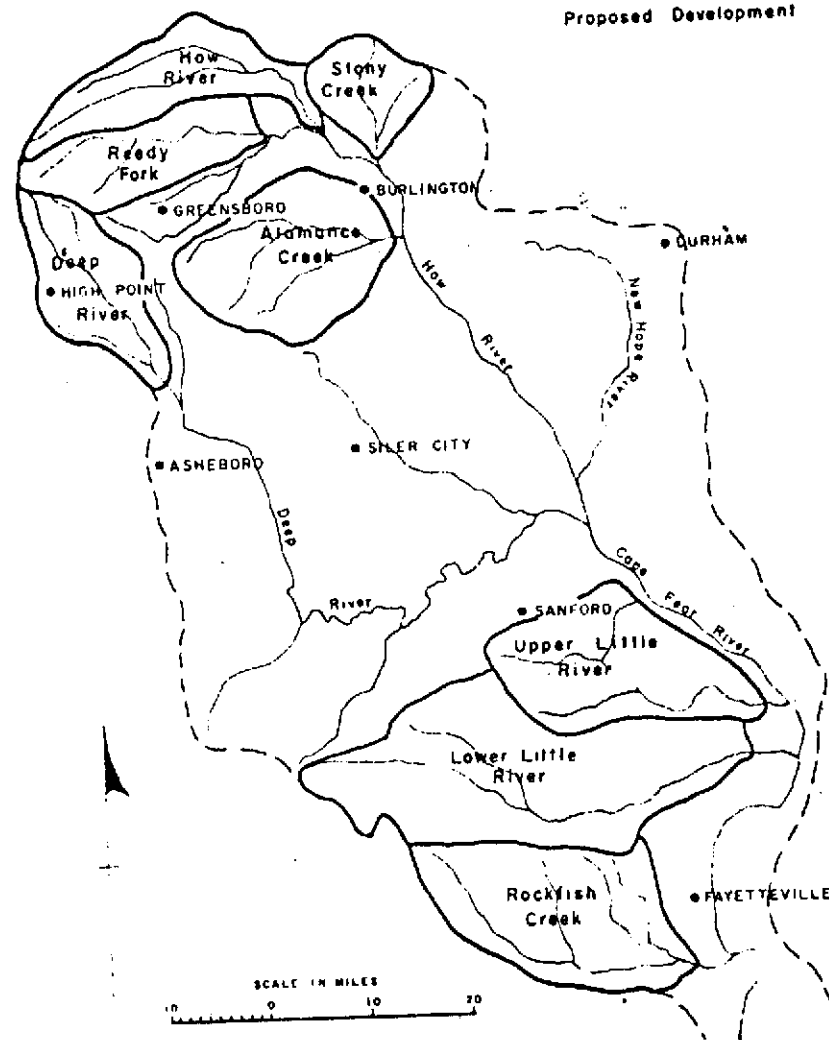 Proposed Development
How
River
Stony
Creek
Reedy
Fork
BURLINGTON
GREENSBORO
Alamance
Creek
DURHAM
Deep
HIGH POINT
River
How
River
New Hope
River
SILER CITY
ASHEBORO
Deep
River
Cape
Fear
River
SANFORD
Upper Little
River
Lower Little
River
Rockfish
Creek
FAYETTEVILLE
SCALE IN MILES
10 0 10 20